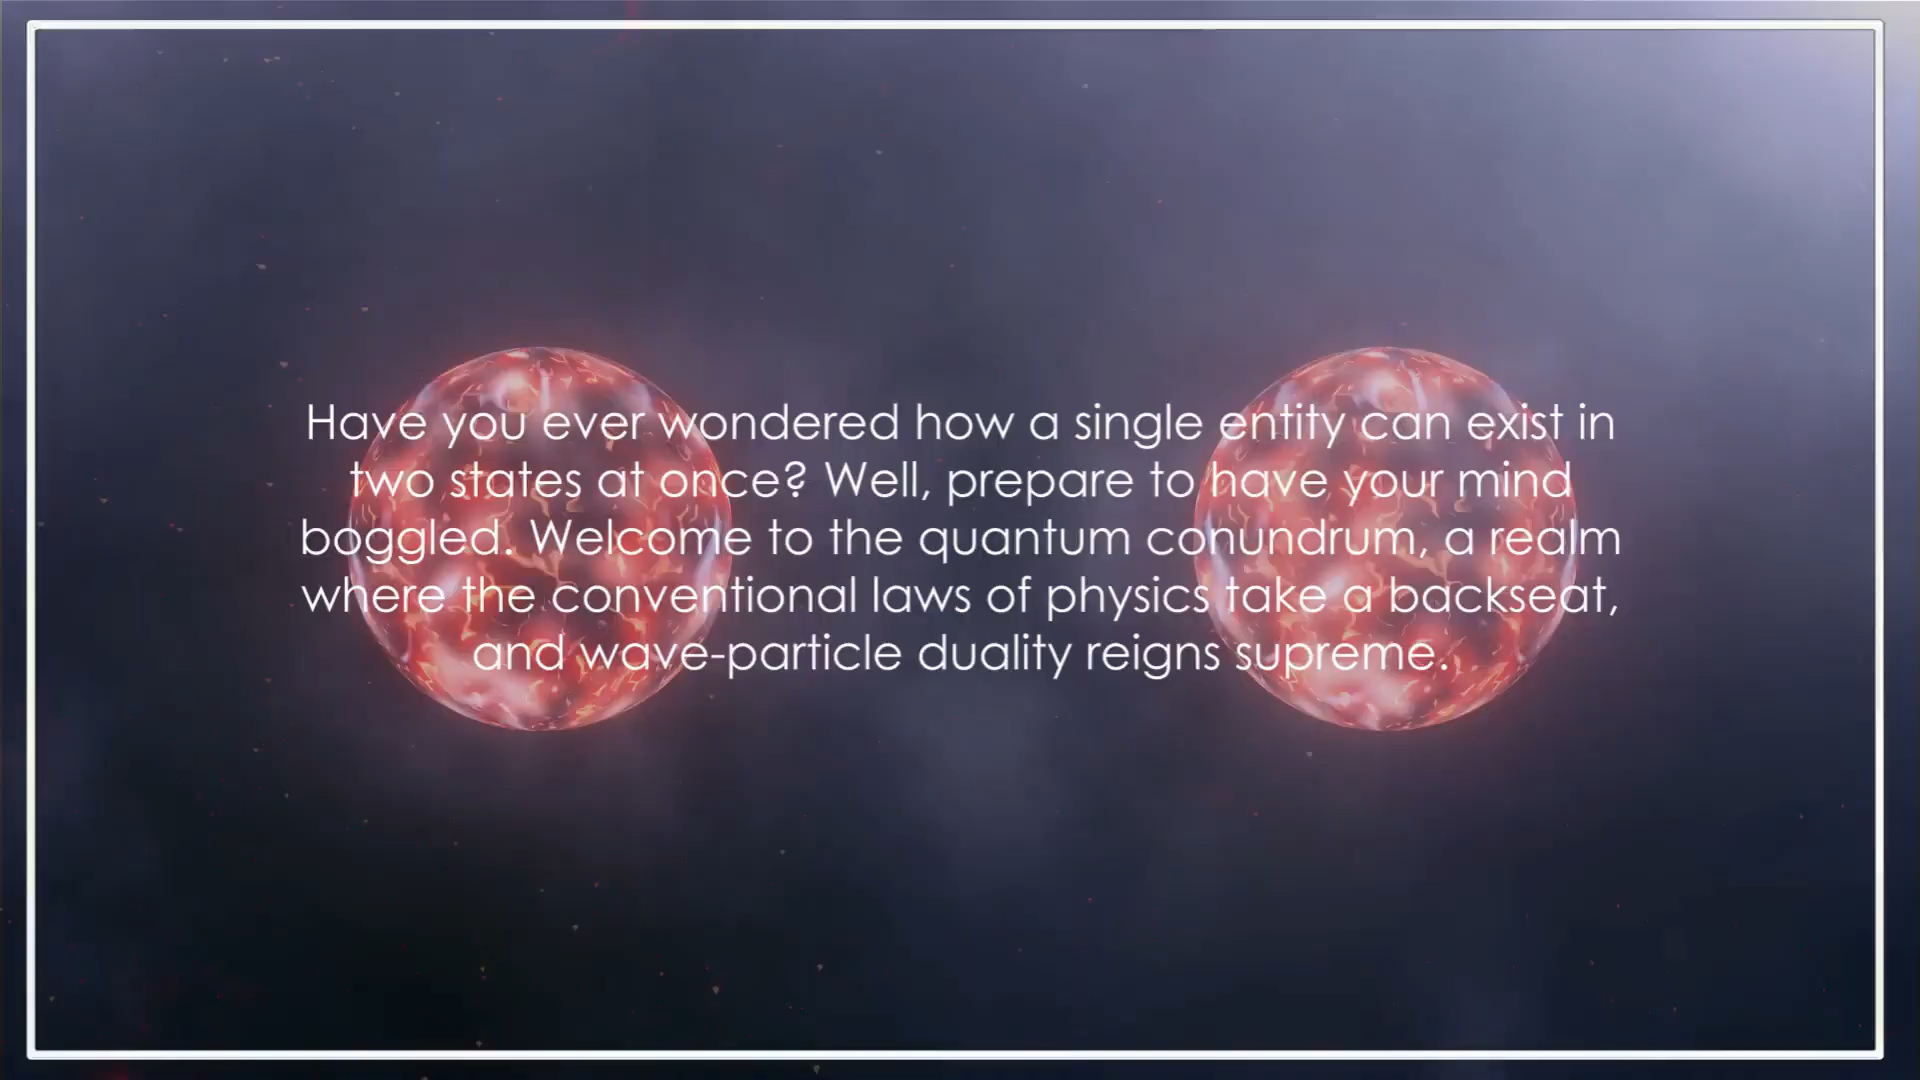 Have you ever wondered how a single entity can exist in
two states at once? Well, prepare to have your mind
boggled. Welcome to the quantum conundrum, a realm
where the conventional laws of physics take a backseat,
and wave-particle duality reigns supreme.